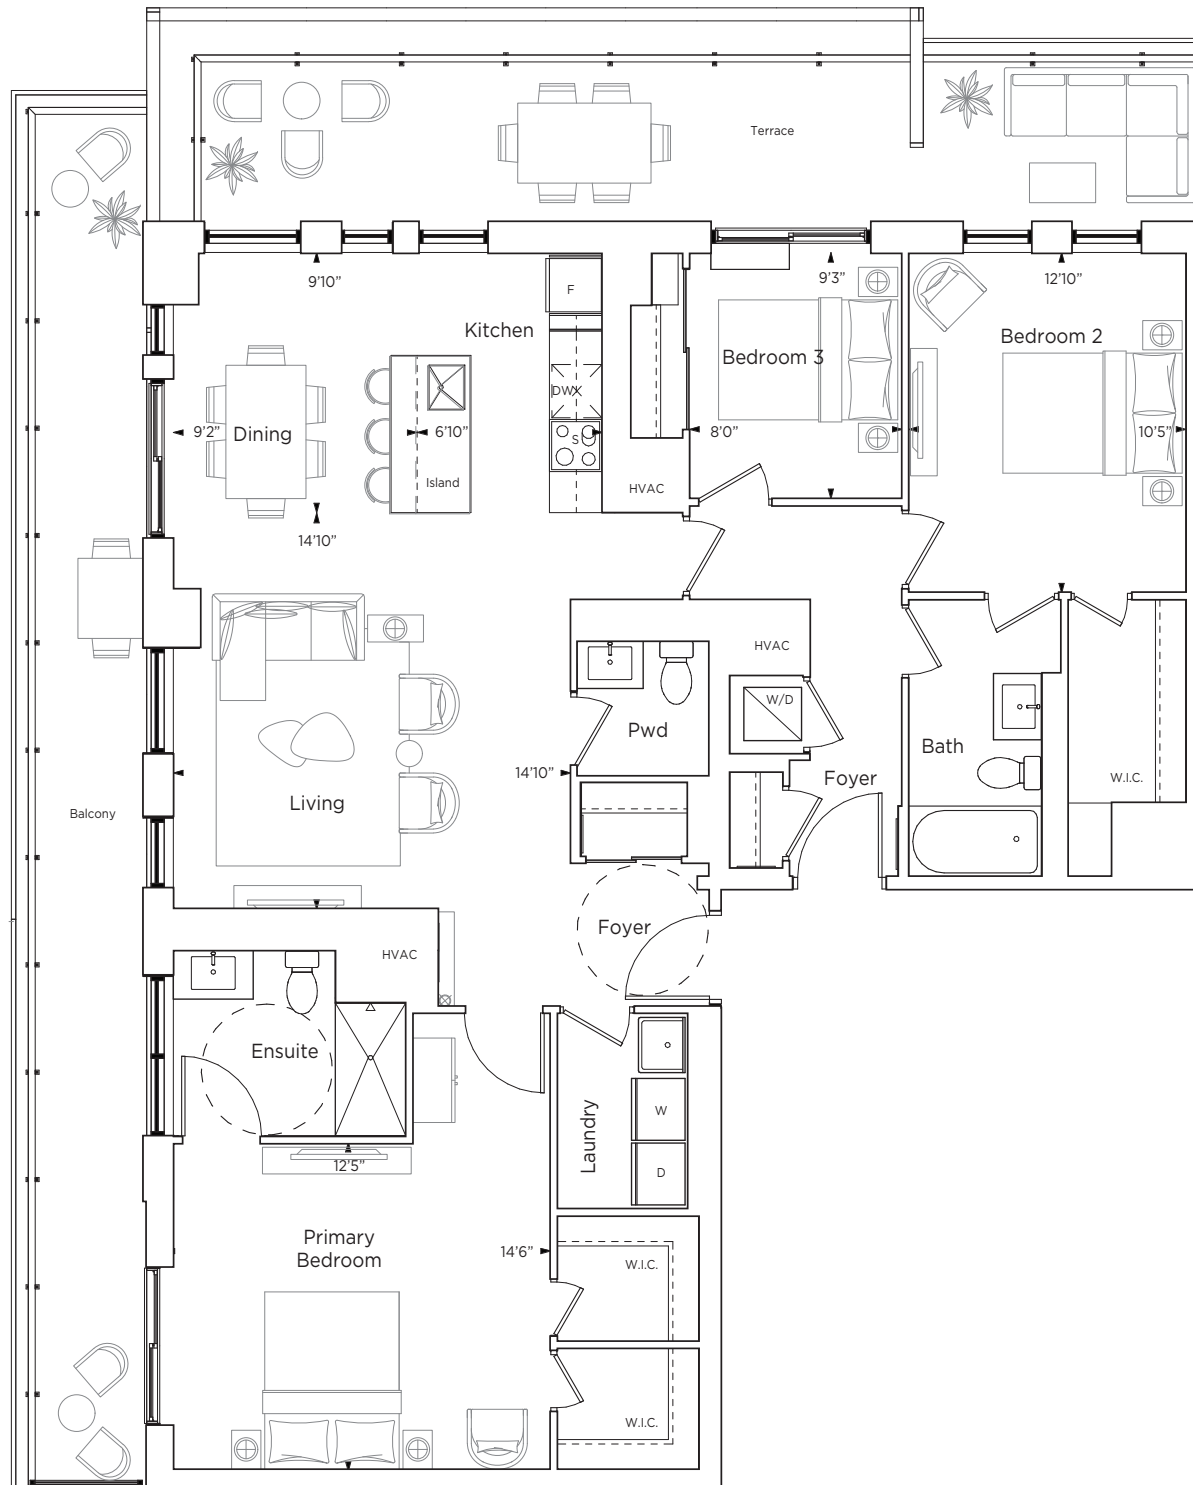 Terrace
9'10"
F
9'3"
12'10"
Kitchen
Bedroom 3
Bedroom 2
DW
9'2"
Dining
6'10"
S
8'0"
10'5"
Island
HVAC
14'10"
HVAC
W/D
Pwd
Bath
14'10"
Foyer
W.I.C.
Living
Balcony
Foyer
HVAC
Ensuite
W
Laundry
D
12'5"
Primary
Bedroom
14'6"
W.I.C.
W.I.C.